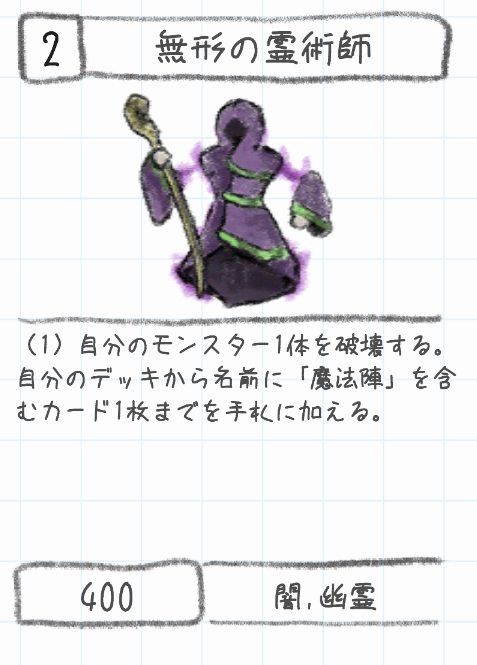 2
無形の霊術師
(1)自分のモンスター1体を破壊する。
自分のデッキから名前に「魔法陣」を含
むカード1枚までを手札に加える。
400
闇,幽霊